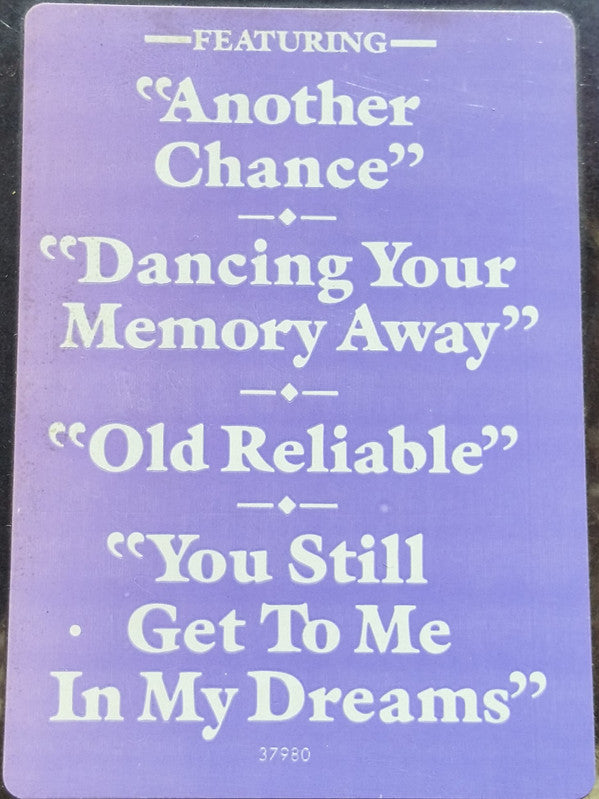 FEATURING
“Another
Chance”
“Dancing Your
Memory Away”
“Old Reliable”
“You Still
Get To Me
In My Dreams”
37980